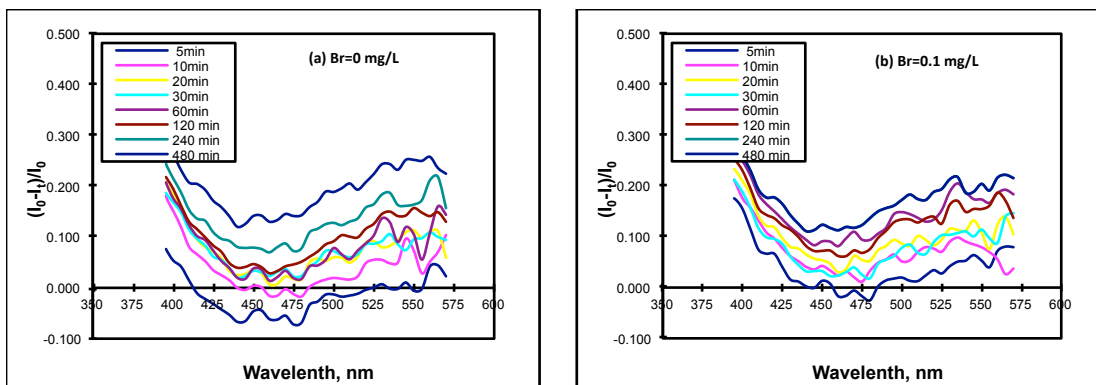 0.500
0.400
0.300
0.200
0.100
0.000
-0.100
350
375
400
425
450
475
500
525
550
575
600
5min
10min
20min
30min
60min
120 min
240 min
480 min
(a) Br=0 mg/L
(I0-It)/I0
Wavelenth, nm
0.500
0.400
0.300
0.200
0.100
0.000
-0.100
350
375
400
425
450
475
500
525
550
575
600
5min
10min
20min
30min
60min
120 min
240 min
480 min
(b) Br=0.1 mg/L
(I0-It)/I0
Wavelenth, nm